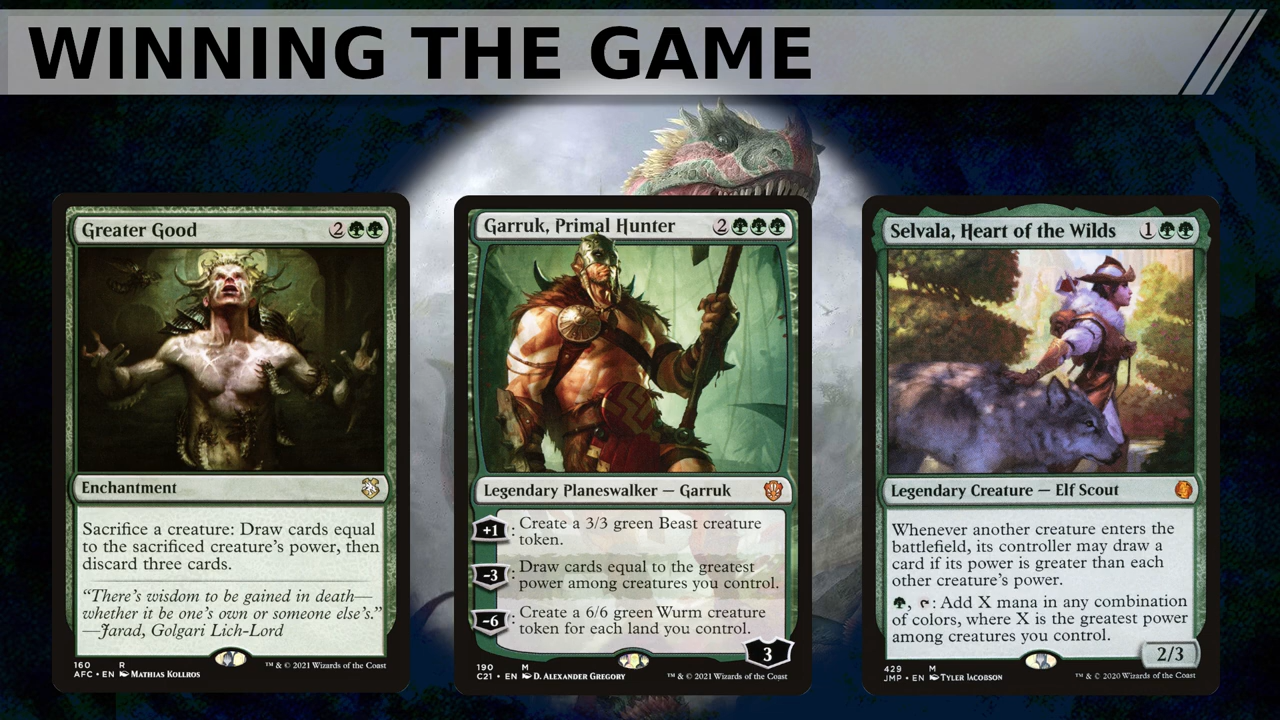 WINNING THE GAME
Greater Good 2
Enchantment
Sacrifice a creature: Draw cards equal
to the sacrificed creature's power, then
discard three cards.
“There's wisdom to be gained in death—
whether it be one's own or someone else's.”
—Jarad, Golgari Lich-Lord
160 R
AFC • EN Mathias Kollros ™ & © 2021 Wizards of the Coast
Garruk, Primal Hunter 2
Legendary Planeswalker — Garruk
+1 : Create a 3/3 green Beast creature
token.
-3 : Draw cards equal to the greatest
power among creatures you control.
-6 : Create a 6/6 green Wurm creature
token for each land you control.
3
190 M
C21 • EN D. Alexander Gregory ™ & © 2021 Wizards of the Coast
Selvala, Heart of the Wilds 1
Legendary Creature — Elf Scout
Whenever another creature enters the
battlefield, its controller may draw a
card if its power is greater than each
other creature's power.
, : Add X mana in any combination
of colors, where X is the greatest power
among creatures you control.
2/3
429 M
JMP • EN Tyler Jacobson ™ & © 2020 Wizards of the Coast